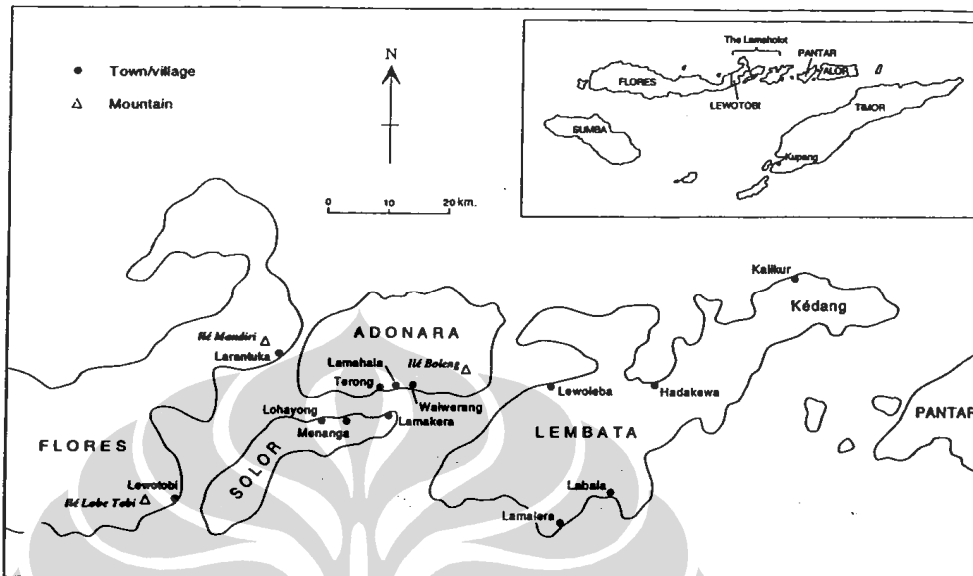 Town/village
Mountain
N
0 10 20 km.
The Lamaholot
PANTAR
FLORES
ALOR
LEWOTOBI
TIMOR
SUMBA
Kupang
Kalikur
Kédang
Ilé Mandiri
Larantuka
ADONARA
Lamahala
Ilé Boleng
Terong
Waiwerang
Lewoleba
Hadakewa
Lohayong
Lamakera
Menanga
PANTAR
FLORES
SOLOR
LEMBATA
Lewotobi
Ilé Lobe Tobi
Labala
Lamalera